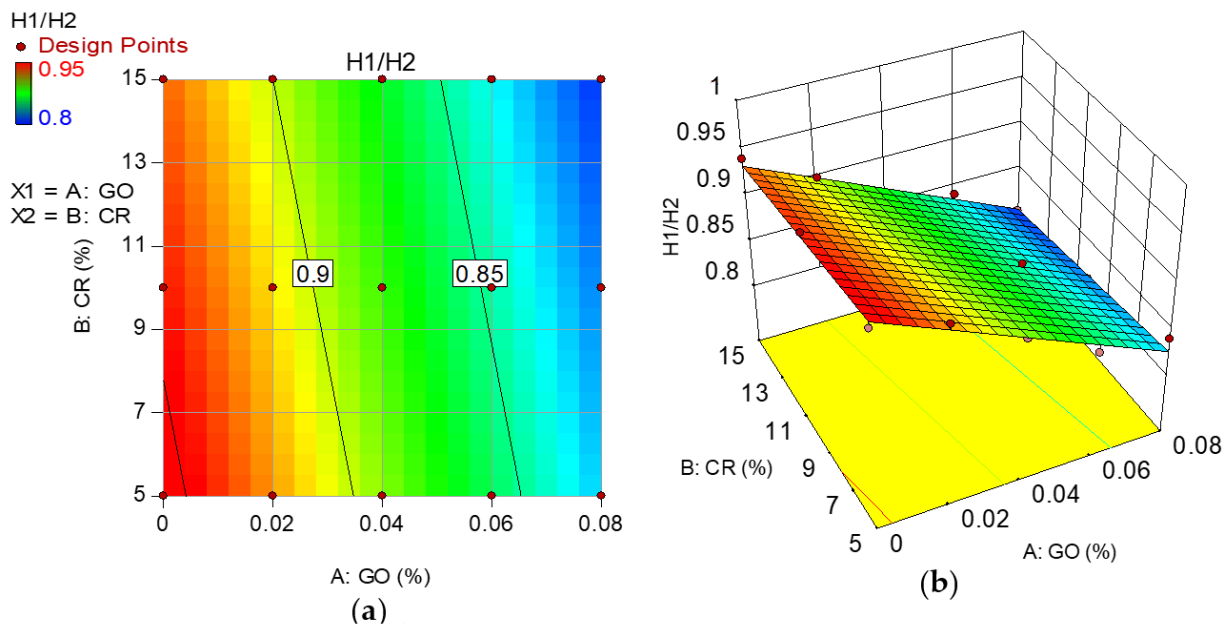 H1/H2
Design Points
0.95
0.8
X1 = A: GO
X2 = B: CR
H1/H2
15
13
11
9
7
5
B: CR (%)
0.9
0.85
0
0.02
0.04
0.06
0.08
A: GO (%)
(a)
1
0.95
0.9
0.85
0.8
H1/H2
15
13
11
9
7
5
B: CR (%)
0
0.02
0.04
0.06
0.08
A: GO (%)
(b)